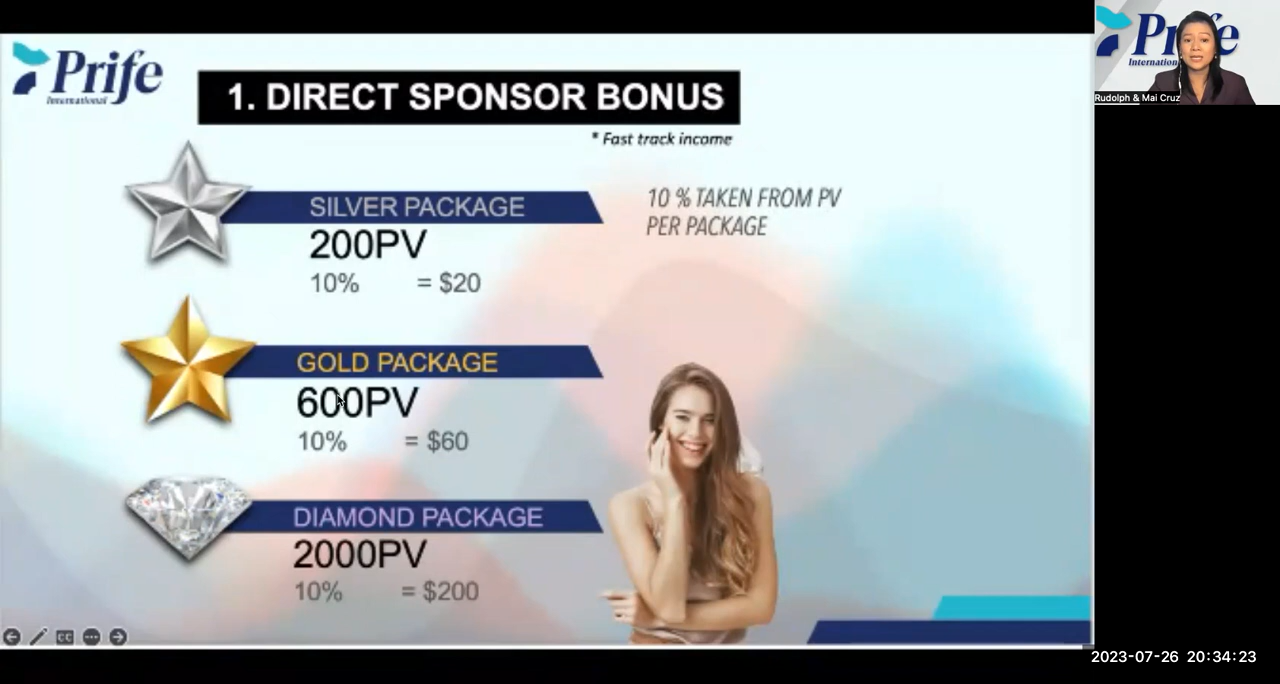 Prife
International
1. DIRECT SPONSOR BONUS
* Fast track income
SILVER PACKAGE
200PV
10% = $20
10 % TAKEN FROM PV
PER PACKAGE
GOLD PACKAGE
600PV
10% = $60
DIAMOND PACKAGE
2000PV
10% = $200
CC
Rudolph & Mai Cruz
2023-07-26 20:34:23